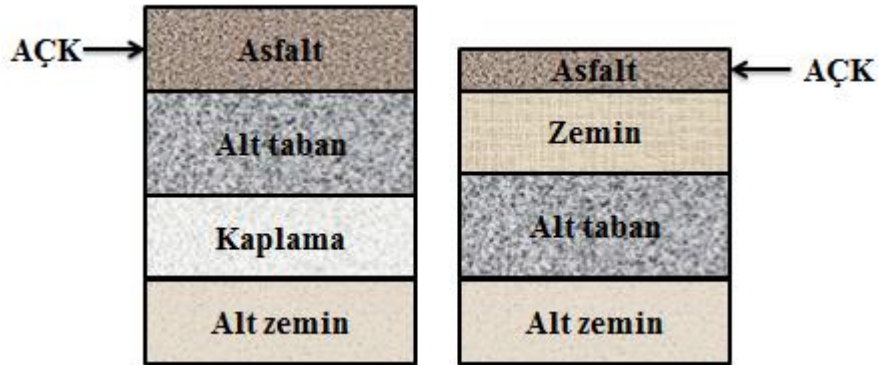 AÇK
Asfalt
Alt taban
Kaplama
Alt zemin
Asfalt
AÇK
Zemin
Alt taban
Alt zemin